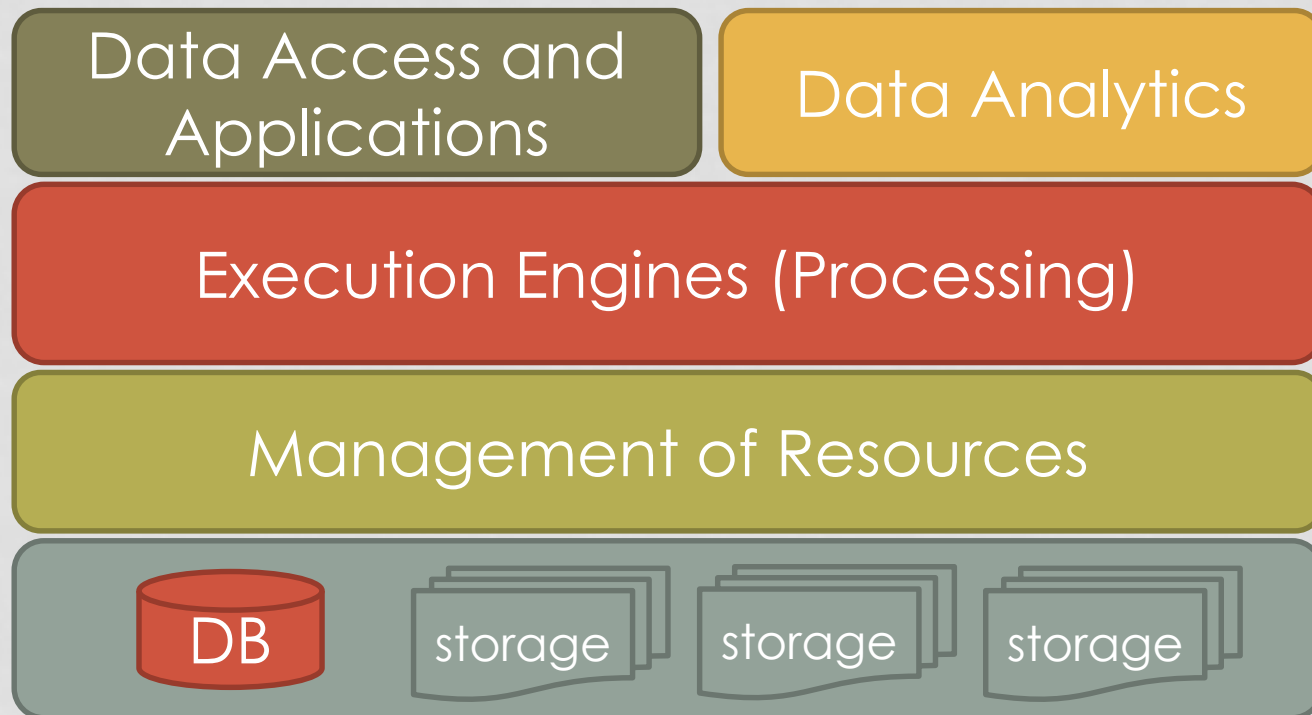 Data Access and
Applications
Data Analytics
Execution Engines (Processing)
Management of Resources
DB
storage
storage
storage